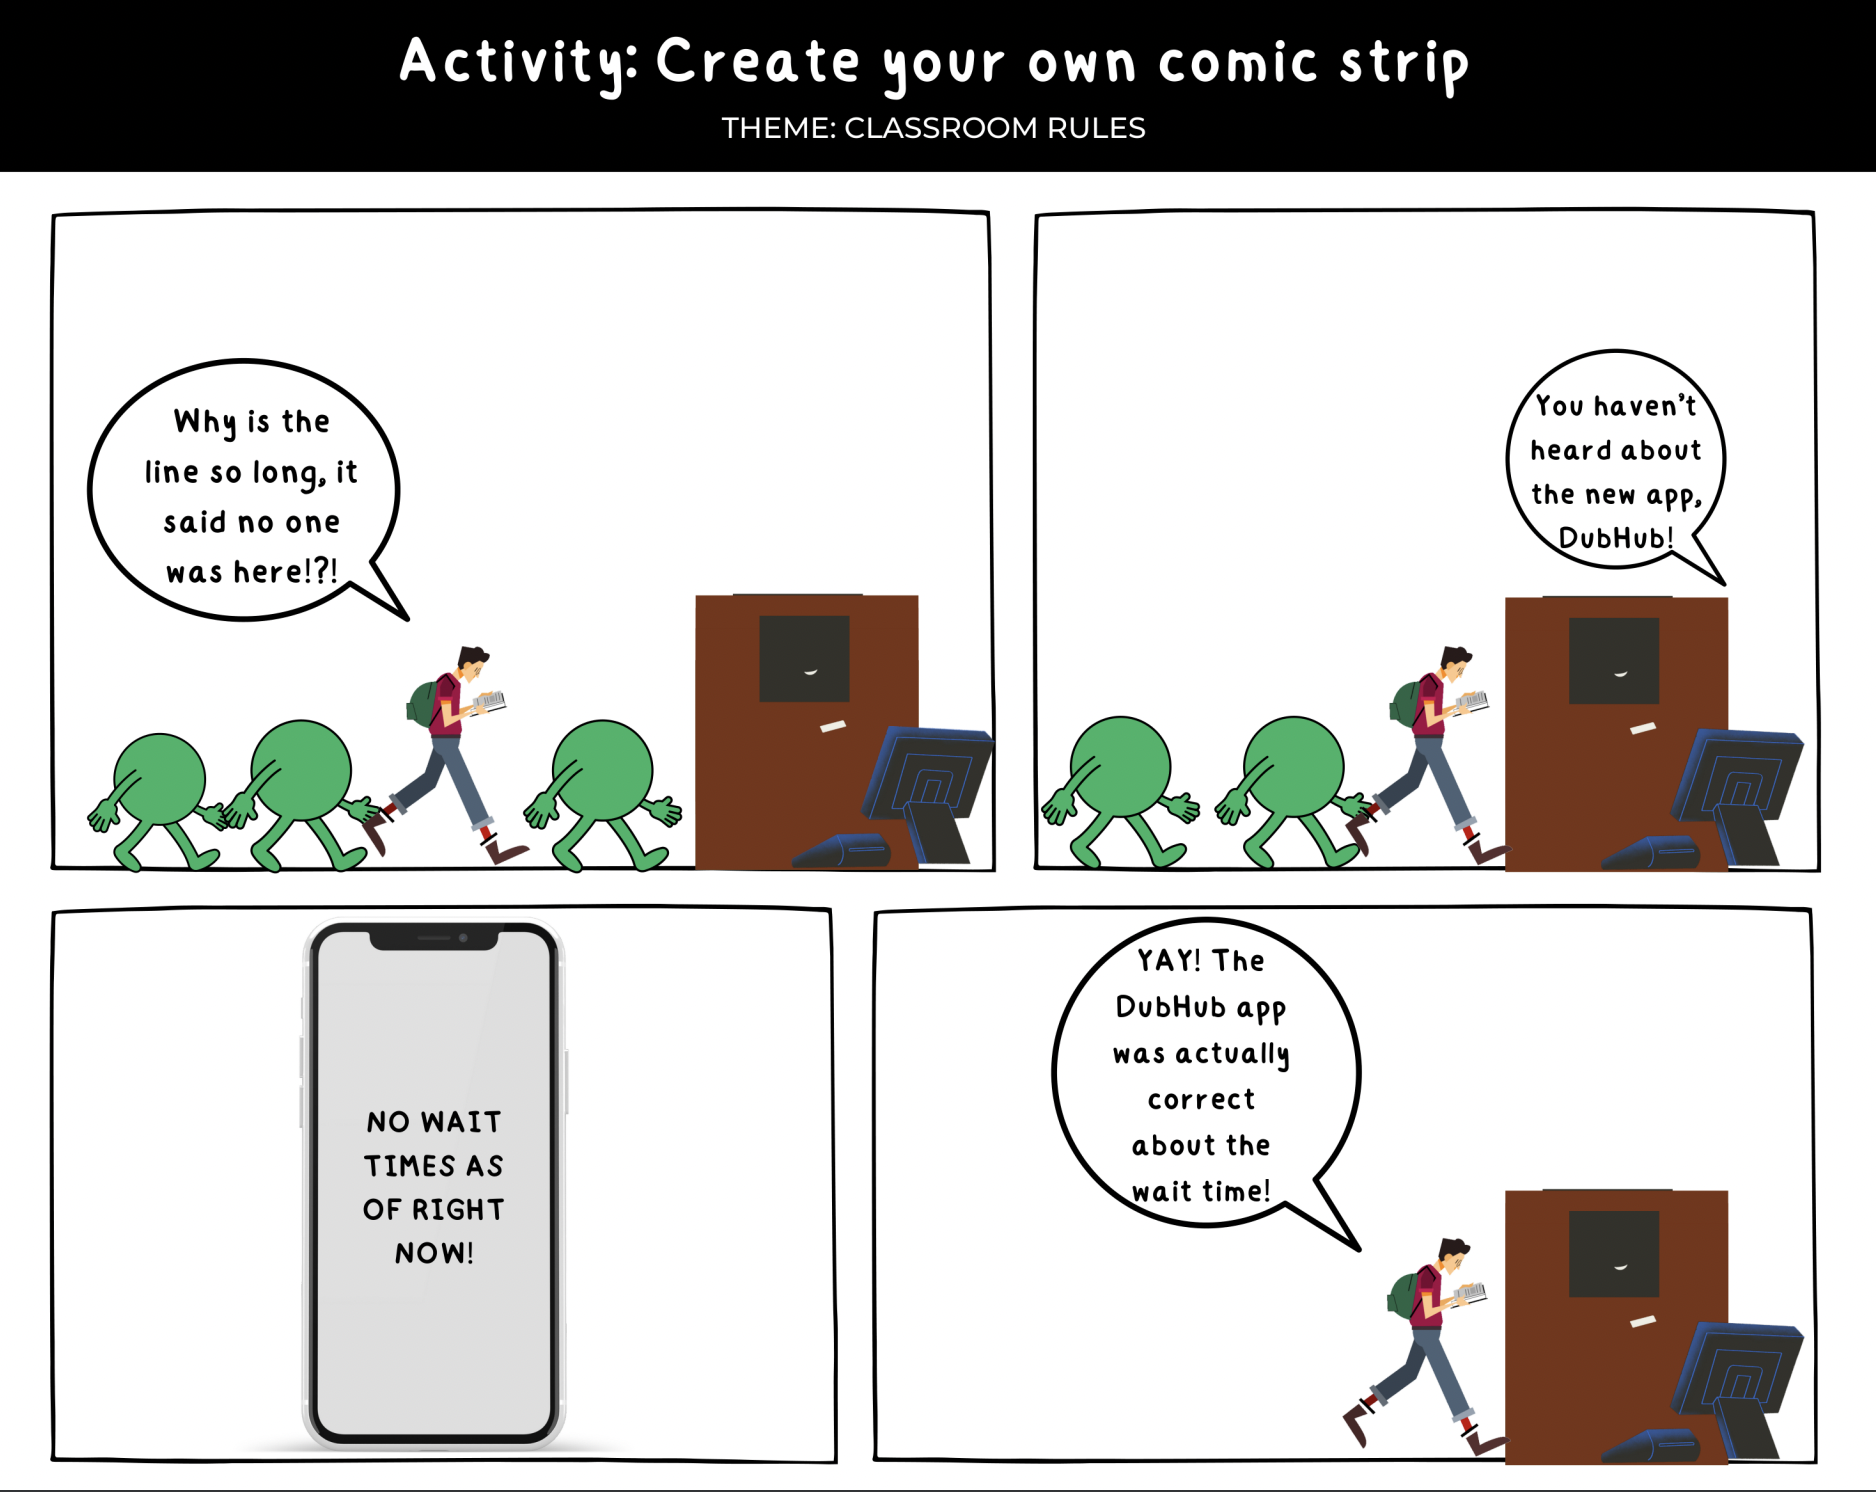 Activity: Create your own comic strip
THEME: CLASSROOM RULES
Why is the
line so long, it
said no one
was here!?!
You haven't
heard about
the new app,
DubHub!
NO WAIT
TIMES AS
OF RIGHT
NOW!
YAY! The
DubHub app
was actually
correct
about the
wait time!